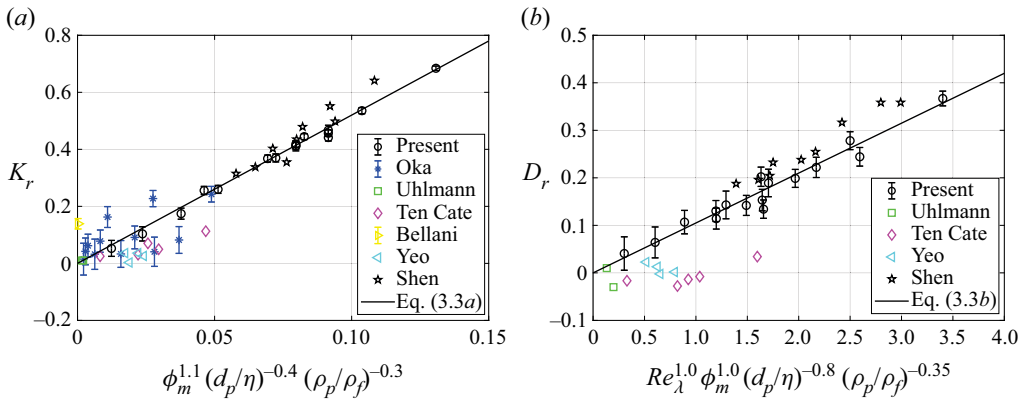 (a)
0.8
0.6
0.4
0.2
0
−0.2
K_r
0
0.05
0.10
0.15
Present
Oka
Uhlmann
Ten Cate
Bellani
Yeo
Shen
Eq. (3.3a)
ϕ_m^{1.1} (d_p/η)^{−0.4} (ρ_p/ρ_f)^{−0.3}
(b)
0.5
0.4
0.3
0.2
0.1
0
−0.1
D_r
0
0.5
1.0
1.5
2.0
2.5
3.0
3.5
4.0
Present
Uhlmann
Ten Cate
Yeo
Shen
Eq. (3.3b)
Re_λ^{1.0} ϕ_m^{1.0} (d_p/η)^{−0.8} (ρ_p/ρ_f)^{−0.35}